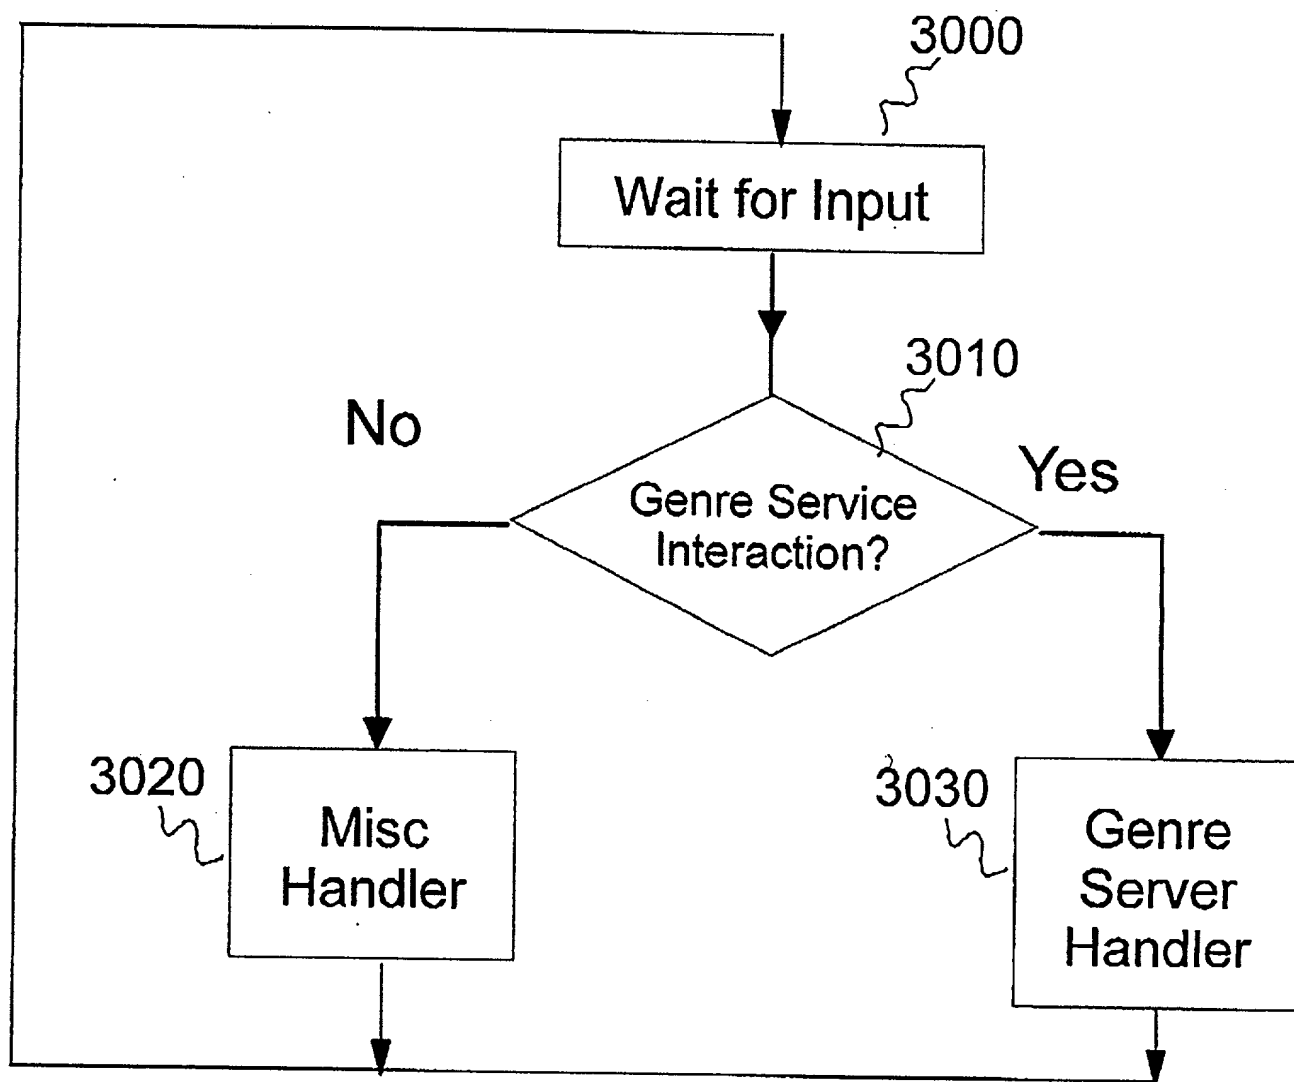 3000
Wait for Input
3010
No
Yes
Genre Service
Interaction?
3020
Misc
Handler
3030
Genre
Server
Handler